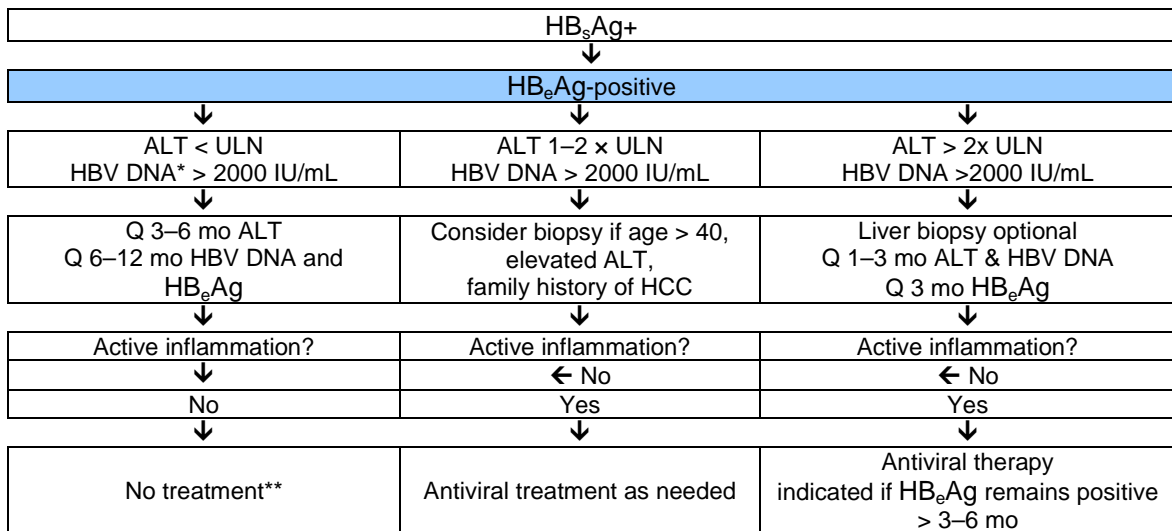 HBsAg+
↓
HBeAg-positive
↓ ↓ ↓
ALT < ULN
HBV DNA* > 2000 IU/mL
ALT 1–2 × ULN
HBV DNA > 2000 IU/mL
ALT > 2x ULN
HBV DNA >2000 IU/mL
↓ ↓ ↓
Q 3–6 mo ALT
Q 6–12 mo HBV DNA and
HBeAg
Consider biopsy if age > 40,
elevated ALT,
family history of HCC
Liver biopsy optional
Q 1–3 mo ALT & HBV DNA
Q 3 mo HBeAg
↓ ↓ ↓
Active inflammation? Active inflammation? Active inflammation?
↓ ← No ← No
No Yes Yes
↓ ↓ ↓
No treatment**
Antiviral treatment as needed
Antiviral therapy
indicated if HBeAg remains positive
> 3–6 mo